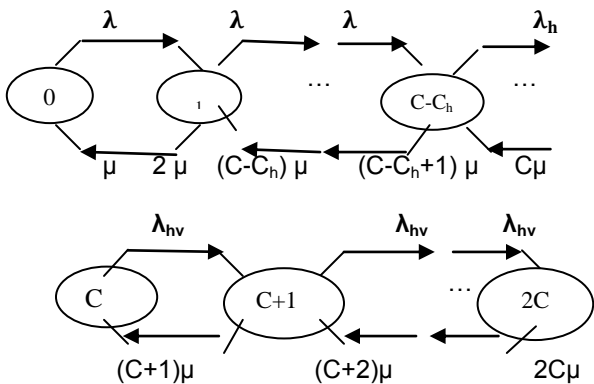 λ λ λ λh
0 1 … C-Ch …
μ 2 μ (C-Ch) μ (C-Ch+1) μ Cμ
λhv λhv λhv
C C+1 … 2C
(C+1)μ (C+2)μ 2Cμ